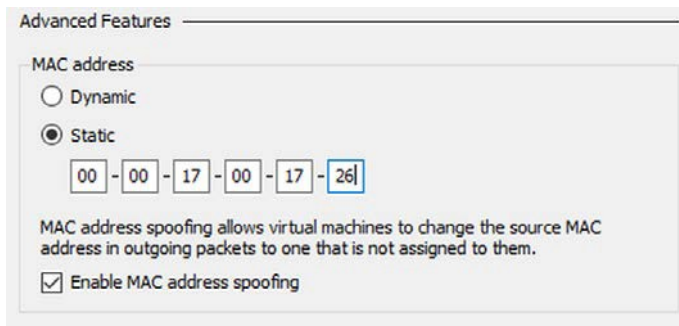 Advanced Features
MAC address
Dynamic
Static
00 - 00 - 17 - 00 - 17 - 26
MAC address spoofing allows virtual machines to change the source MAC
address in outgoing packets to one that is not assigned to them.
Enable MAC address spoofing